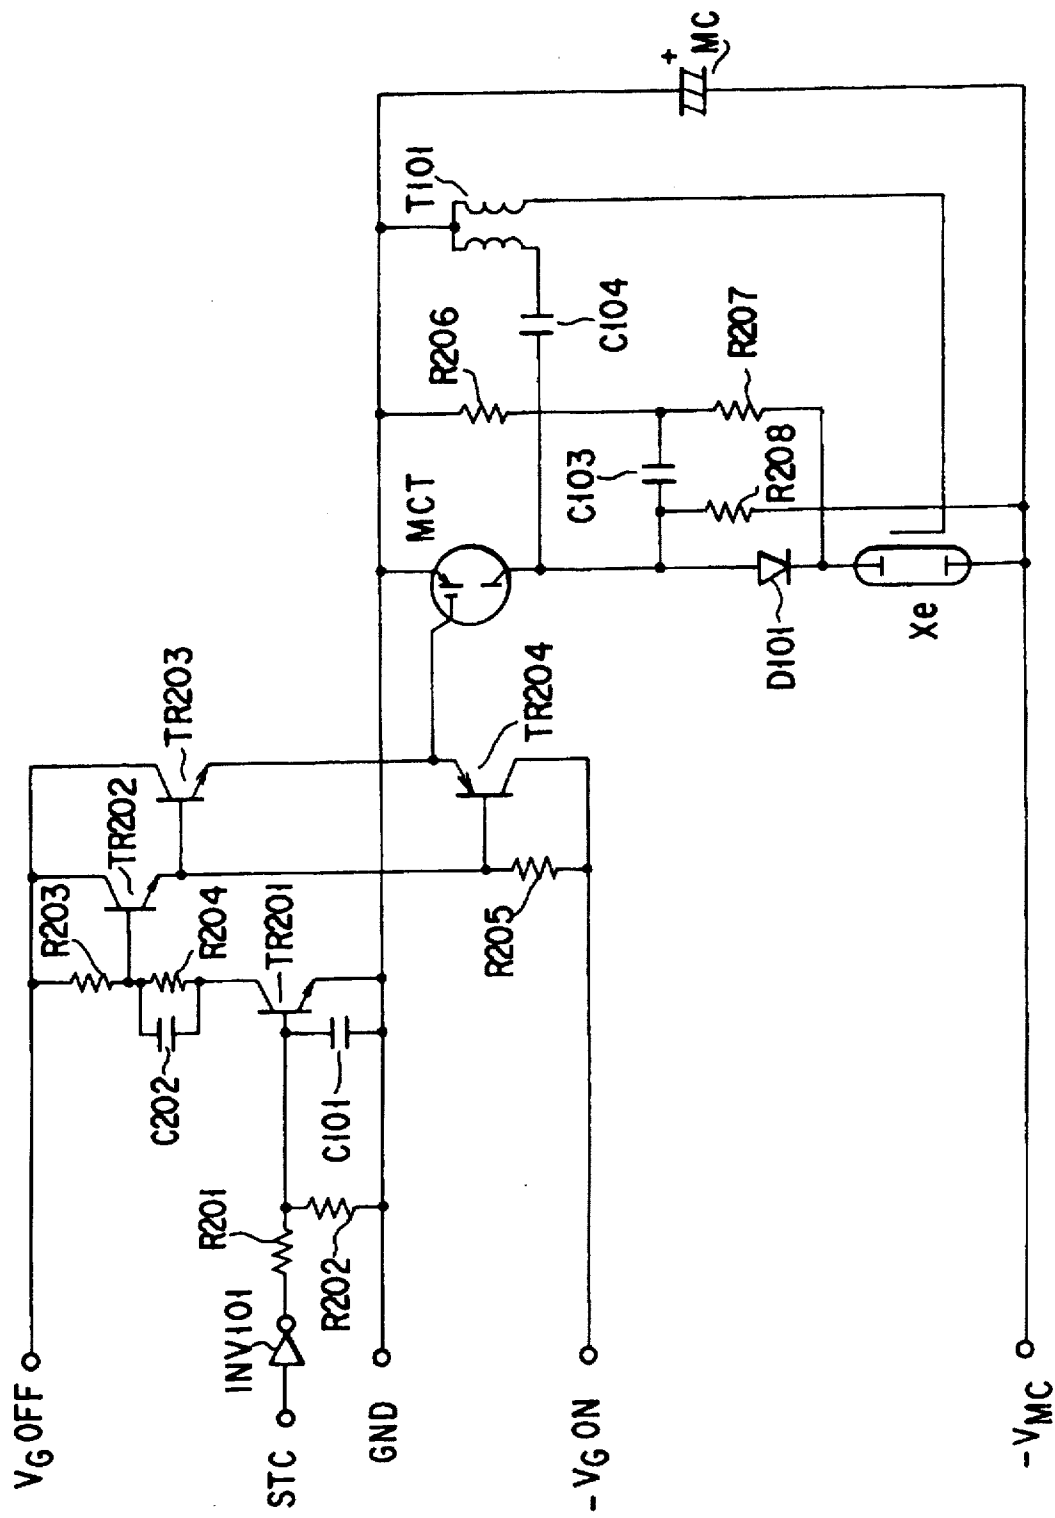 VG OFF
STC
GND
-VG ON
-VMC
INV101
R201
R202
C202
C101
R203
R204
TR201
TR202
TR203
R205
TR204
MCT
R206
C103
R208
R207
C104
T101
D101
Xe
+
MC